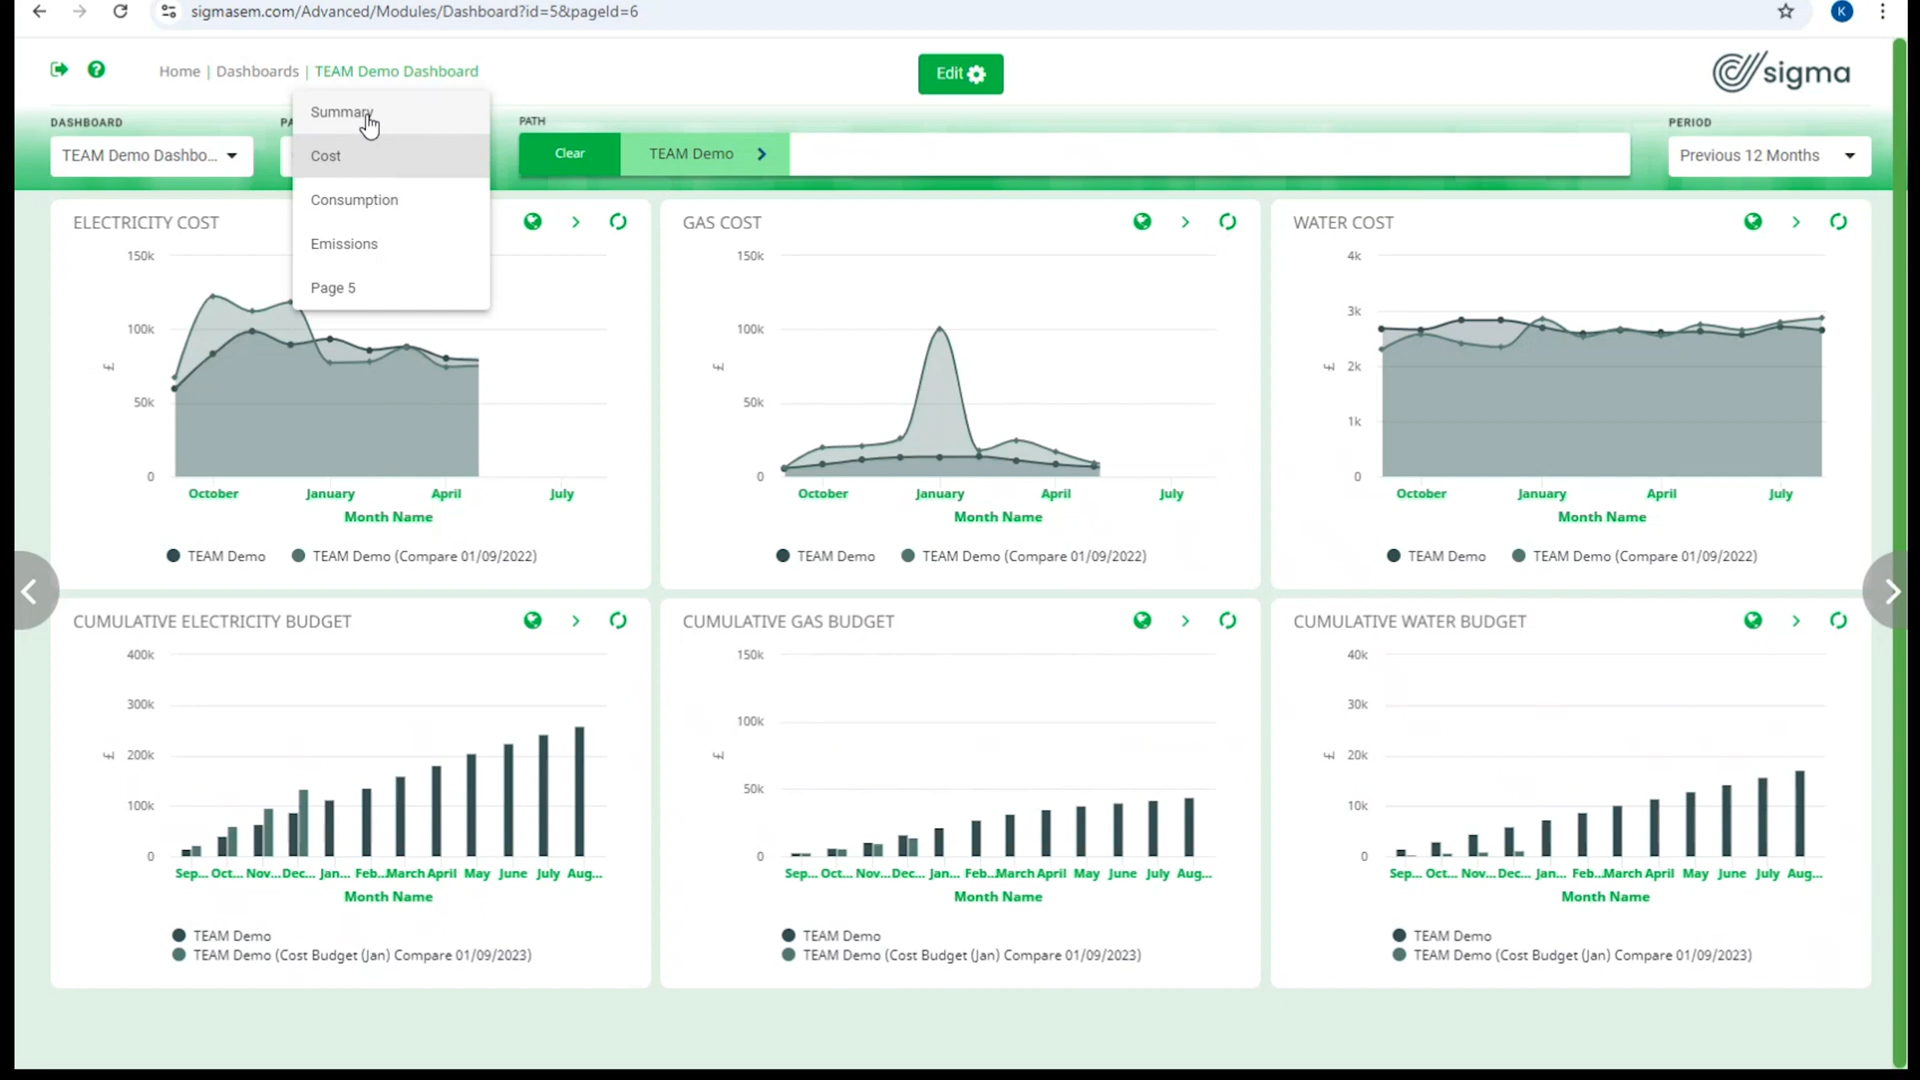 sigmasem.com/Advanced/Modules/Dashboard?id=5&pageId=6
K
Home | Dashboards | TEAM Demo Dashboard
Edit
sigma
DASHBOARD
PATH
PERIOD
TEAM Demo Dashbo...
Clear
TEAM Demo
Previous 12 Months
Summary
Cost
Consumption
Emissions
Page 5
ELECTRICITY COST
150k
100k
50k
0
£
October January April July
Month Name
TEAM Demo TEAM Demo (Compare 01/09/2022)
GAS COST
150k
100k
50k
0
£
October January April July
Month Name
TEAM Demo TEAM Demo (Compare 01/09/2022)
WATER COST
4k
3k
2k
1k
0
£
October January April July
Month Name
TEAM Demo TEAM Demo (Compare 01/09/2022)
CUMULATIVE ELECTRICITY BUDGET
400k
300k
200k
100k
0
£
Sep... Oct... Nov... Dec... Jan... Feb... March April May June July Aug...
Month Name
TEAM Demo
TEAM Demo (Cost Budget (Jan) Compare 01/09/2023)
CUMULATIVE GAS BUDGET
150k
100k
50k
0
£
Sep... Oct... Nov... Dec... Jan... Feb... March April May June July Aug...
Month Name
TEAM Demo
TEAM Demo (Cost Budget (Jan) Compare 01/09/2023)
CUMULATIVE WATER BUDGET
40k
30k
20k
10k
0
£
Sep... Oct... Nov... Dec... Jan... Feb... March April May June July Aug...
Month Name
TEAM Demo
TEAM Demo (Cost Budget (Jan) Compare 01/09/2023)